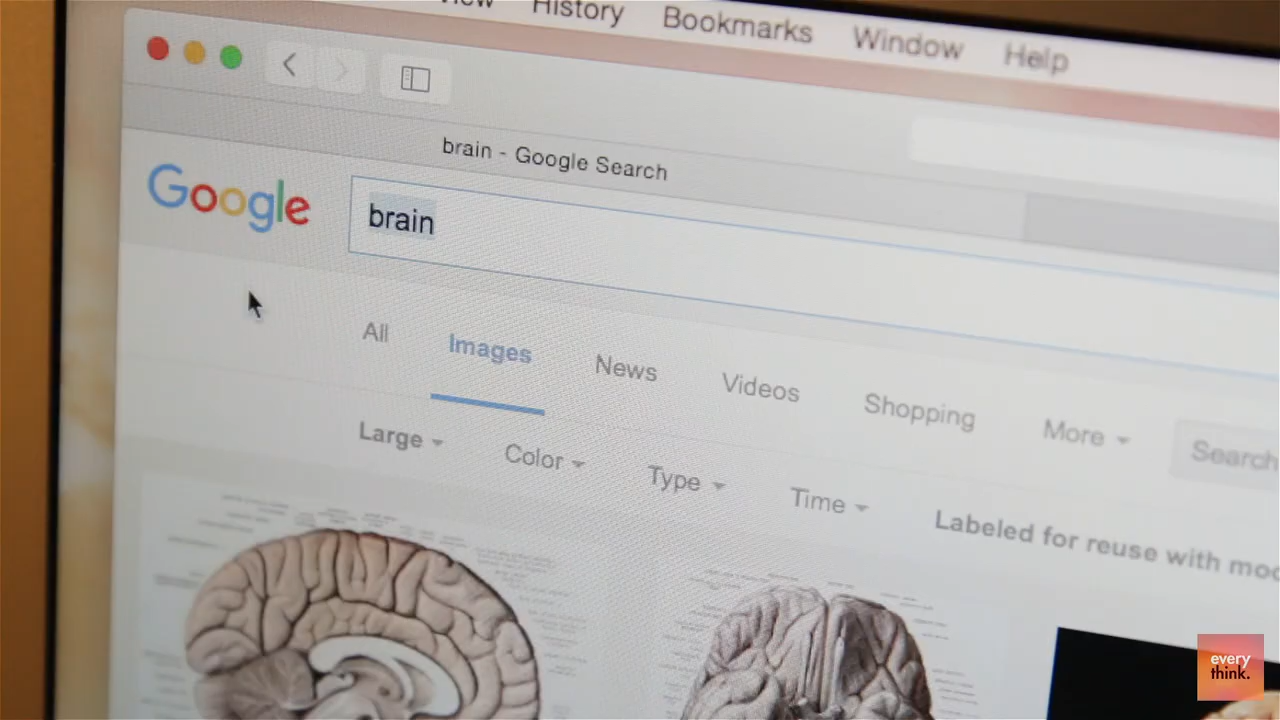 History Bookmarks Window Help
brain - Google Search
Google
brain
All Images News Videos Shopping More
Search
Large Color Type Time Labeled for reuse with
every
think.